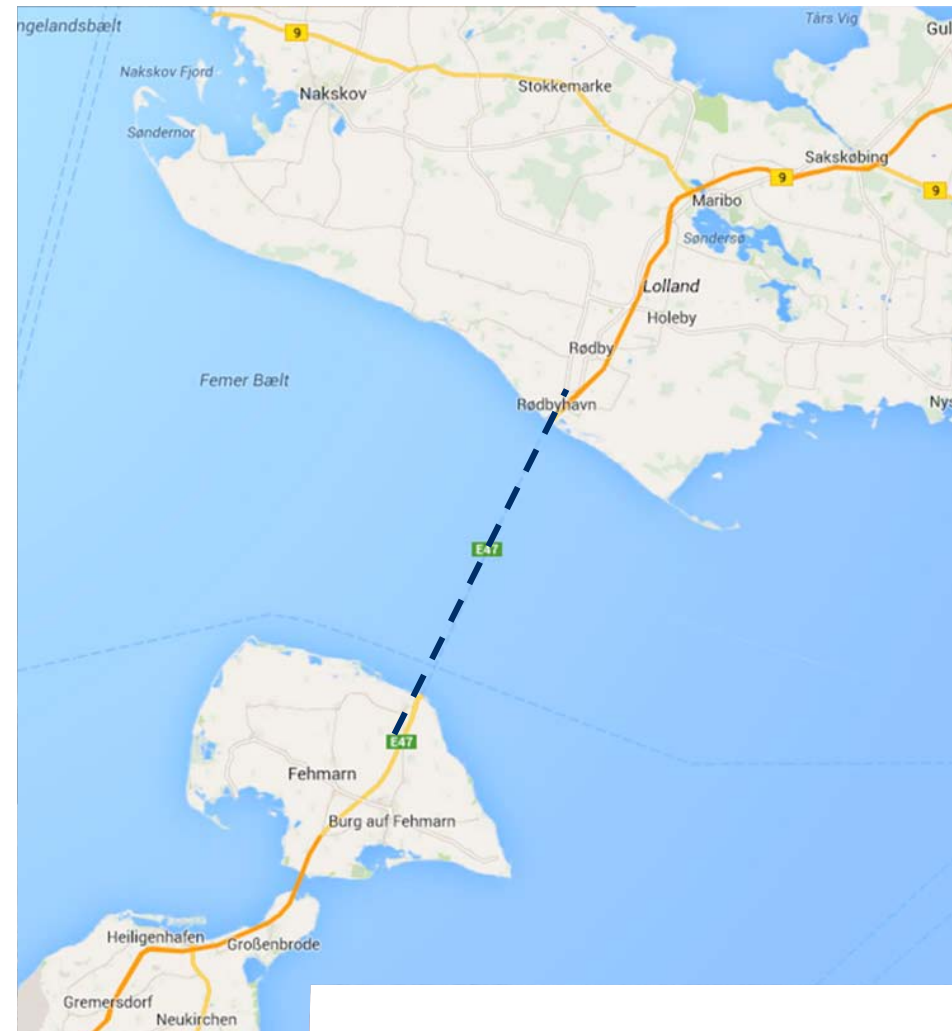 ngelandsbælt
Tårs Vig
Gul
9
Nakskov Fjord
Nakskov
Stokkemarke
Søndernor
Sakskøbing
9
9
Maribo
Søndersø
Lolland
Holeby
Rødby
Femer Bælt
Rødbyhavn
Nys
E47
E47
Fehmarn
Burg auf Fehmarn
Heiligenhafen
Großenbrode
Gremersdorf
Neukirchen